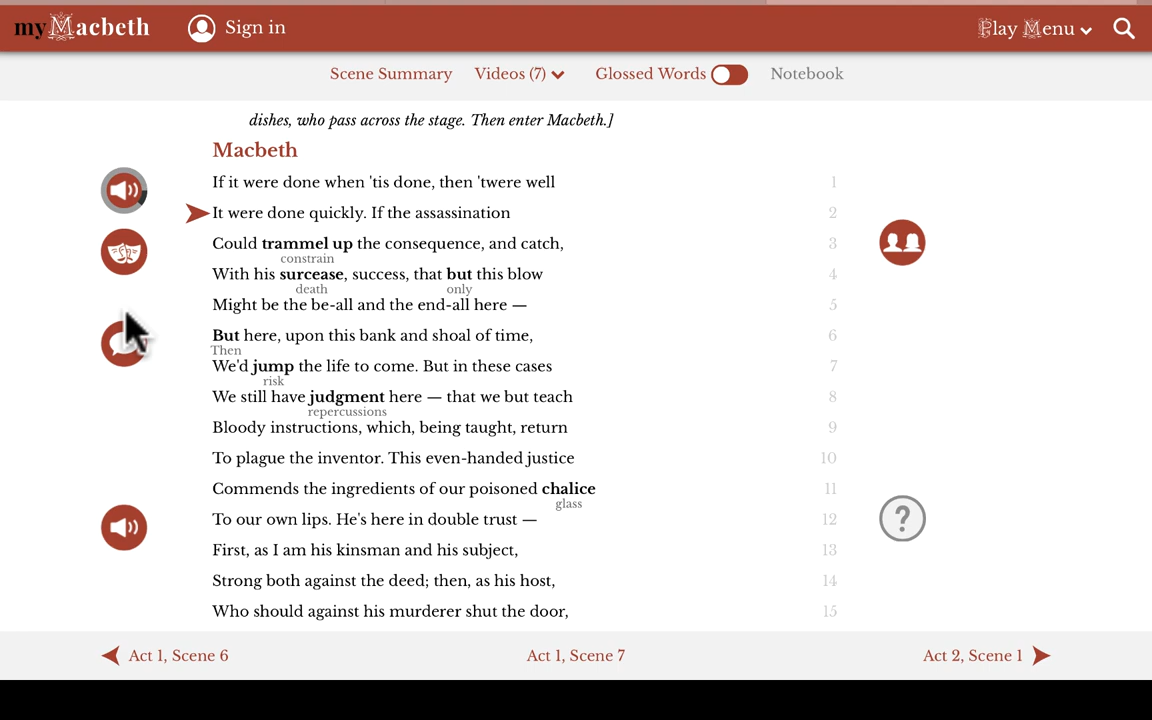 myMacbeth Sign in Play Menu
Scene Summary Videos (7) Glossed Words Notebook
dishes, who pass across the stage. Then enter Macbeth.]
Macbeth
If it were done when 'tis done, then 'twere well 1
It were done quickly. If the assassination 2
Could trammel up the consequence, and catch, 3
constrain
With his surcease, success, that but this blow 4
death only
Might be the be-all and the end-all here — 5
But here, upon this bank and shoal of time, 6
Then
We'd jump the life to come. But in these cases 7
risk
We still have judgment here — that we but teach 8
repercussions
Bloody instructions, which, being taught, return 9
To plague the inventor. This even-handed justice 10
Commends the ingredients of our poisoned chalice 11
glass
To our own lips. He's here in double trust — 12
?
First, as I am his kinsman and his subject, 13
Strong both against the deed; then, as his host, 14
Who should against his murderer shut the door, 15
Act 1, Scene 6 Act 1, Scene 7 Act 2, Scene 1